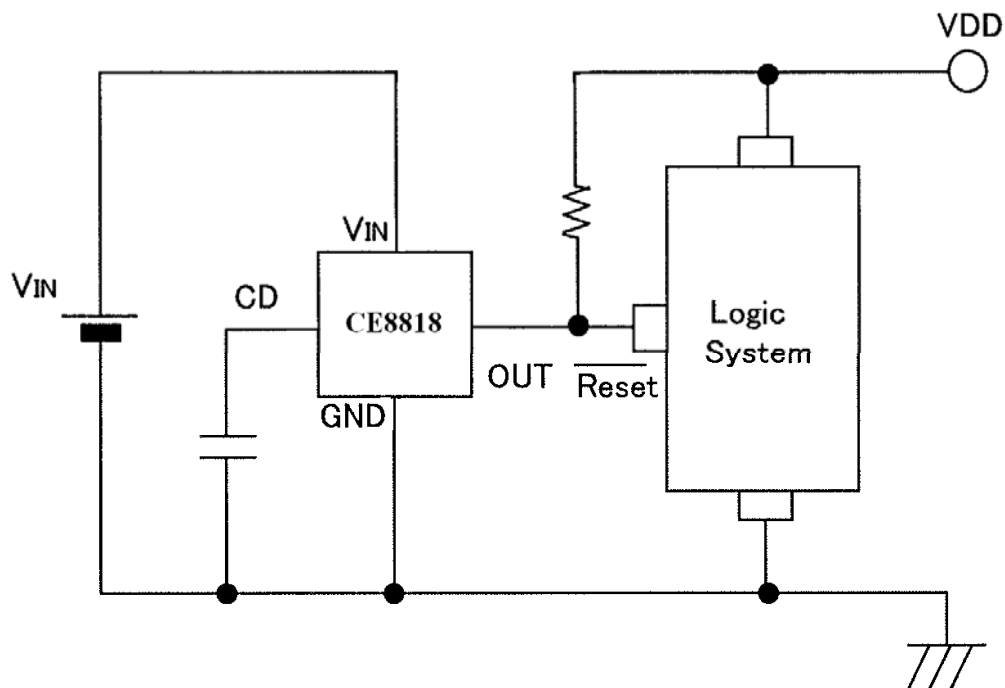 VDD
VIN
VIN
CD
CE8818
Logic
System
OUT
Reset
GND